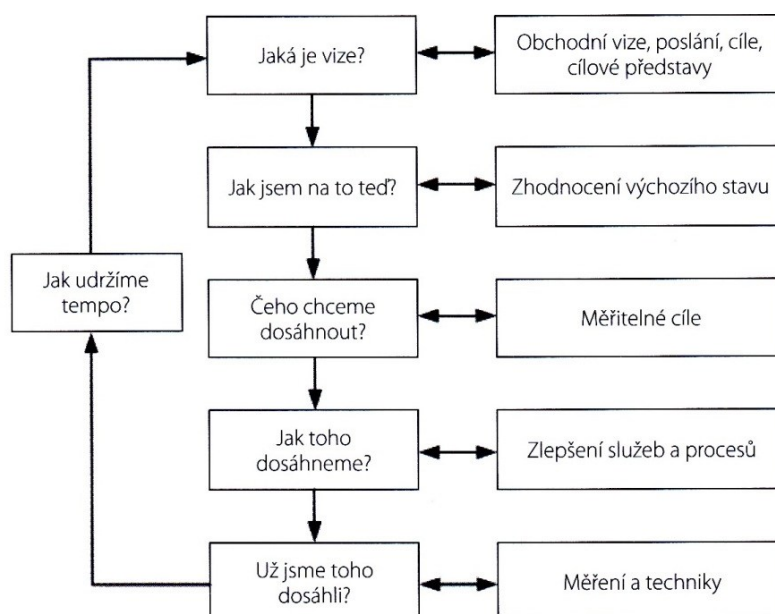 Jaká je vize?
Obchodní vize, poslání, cíle,
cílové představy
Jak jsem na to teď?
Zhodnocení výchozího stavu
Jak udržíme
tempo?
Čeho chceme
dosáhnout?
Měřitelné cíle
Jak toho
dosáhneme?
Zlepšení služeb a procesů
Už jsme toho
dosáhli?
Měření a techniky